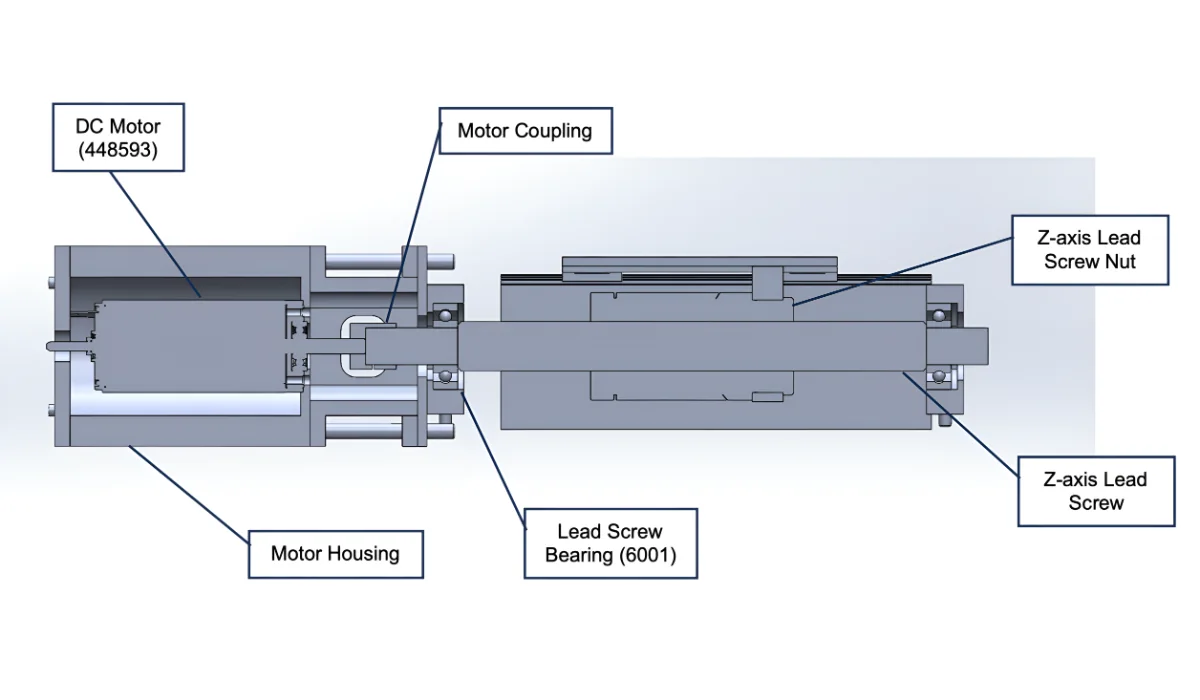 DC Motor
(448593)
Motor Coupling
Z-axis Lead
Screw Nut
Z-axis Lead
Screw
Lead Screw
Bearing (6001)
Motor Housing